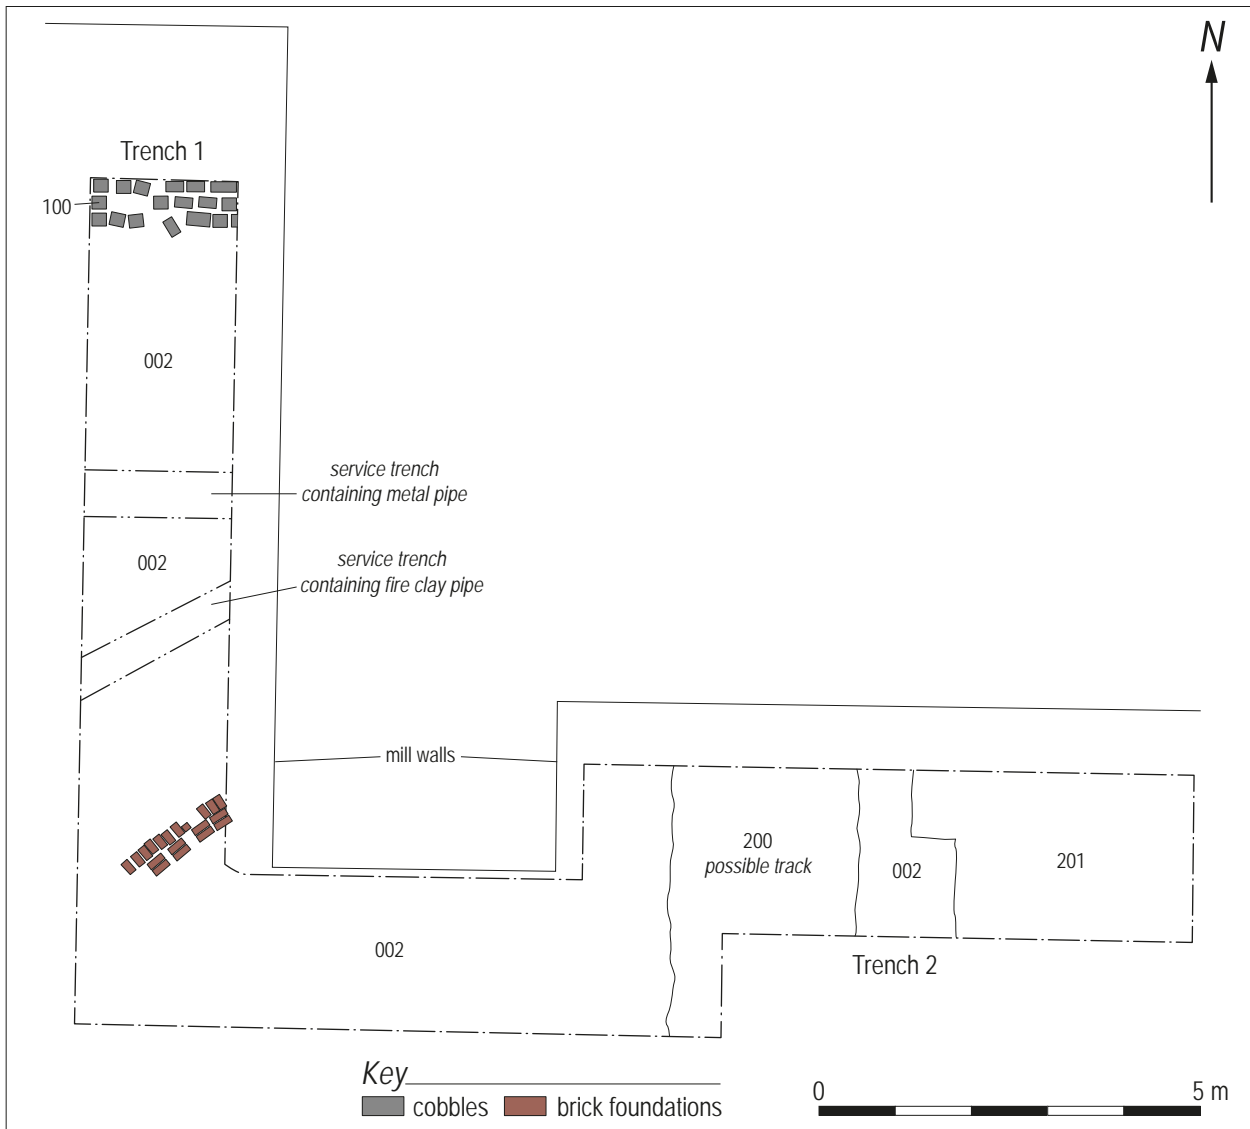 N
Trench 1
100
002
service trench
containing metal pipe
002
service trench
containing fire clay pipe
mill walls
200
possible track
002
201
002
Trench 2
Key
cobbles
brick foundations
0
5 m